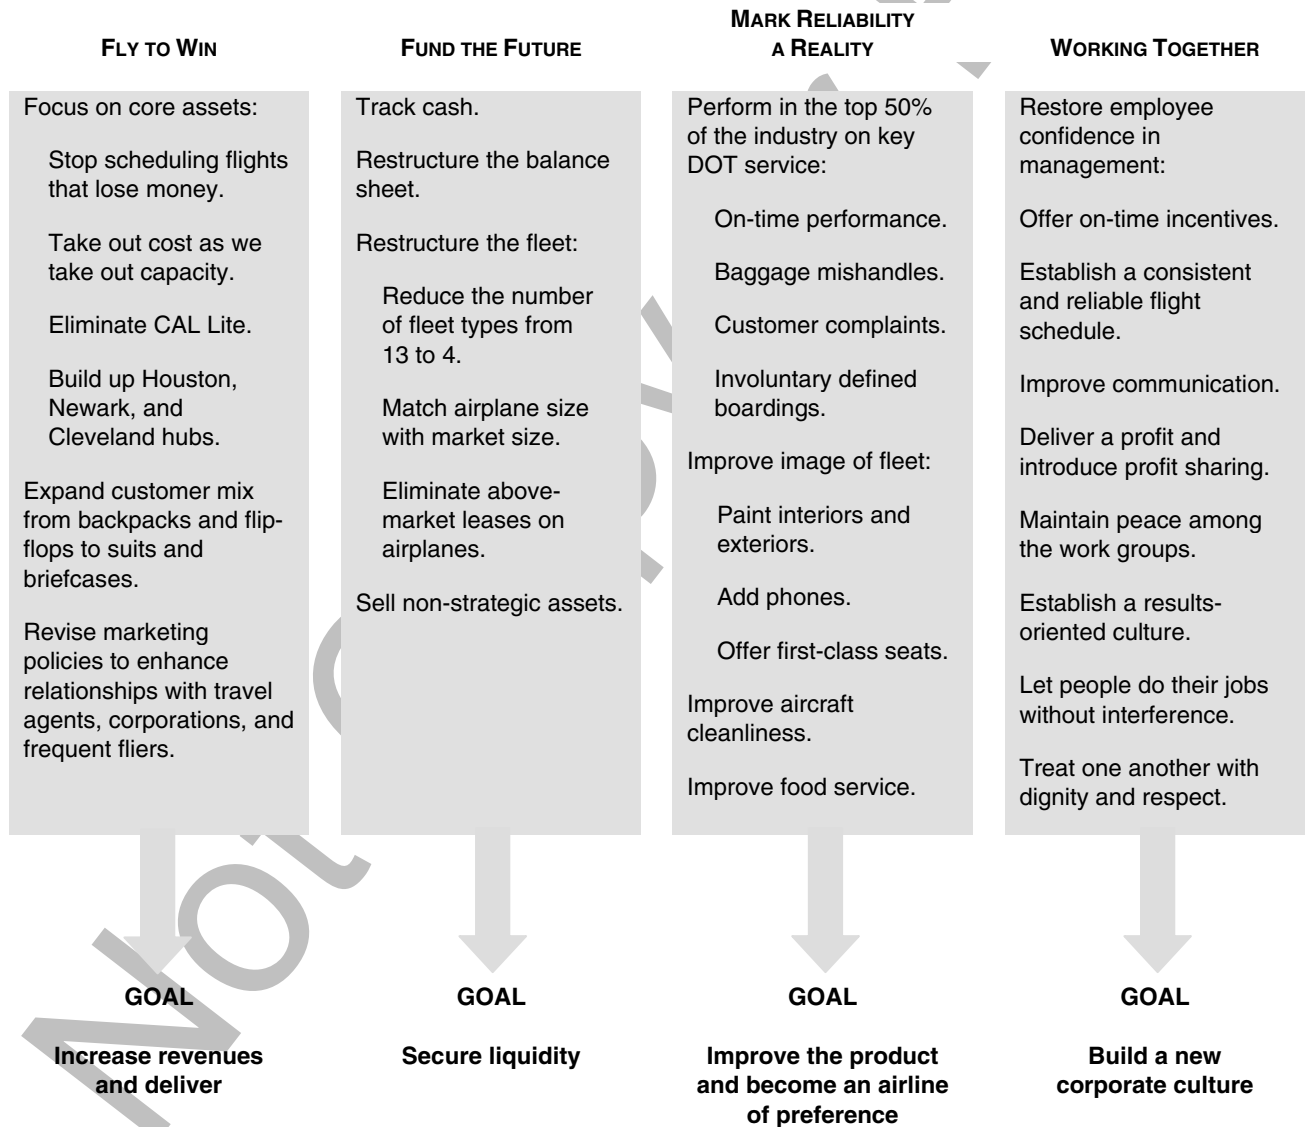 FLY TO WIN
Focus on core assets:
Stop scheduling flights
that lose money.
Take out cost as we
take out capacity.
Eliminate CAL Lite.
Build up Houston,
Newark, and
Cleveland hubs.
Expand customer mix
from backpacks and flip-
flops to suits and
briefcases.
Revise marketing
policies to enhance
relationships with travel
agents, corporations, and
frequent fliers.
GOAL
Increase revenues
and deliver
FUND THE FUTURE
Track cash.
Restructure the balance
sheet.
Restructure the fleet:
Reduce the number
of fleet types from
13 to 4.
Match airplane size
with market size.
Eliminate above-
market leases on
airplanes.
Sell non-strategic assets.
GOAL
Secure liquidity
MARK RELIABILITY
A REALITY
Perform in the top 50%
of the industry on key
DOT service:
On-time performance.
Baggage mishandles.
Customer complaints.
Involuntary defined
boardings.
Improve image of fleet:
Paint interiors and
exteriors.
Add phones.
Offer first-class seats.
Improve aircraft
cleanliness.
Improve food service.
GOAL
Improve the product
and become an airline
of preference
WORKING TOGETHER
Restore employee
confidence in
management:
Offer on-time incentives.
Establish a consistent
and reliable flight
schedule.
Improve communication.
Deliver a profit and
introduce profit sharing.
Maintain peace among
the work groups.
Establish a results-
oriented culture.
Let people do their jobs
without interference.
Treat one another with
dignity and respect.
GOAL
Build a new
corporate culture
Not